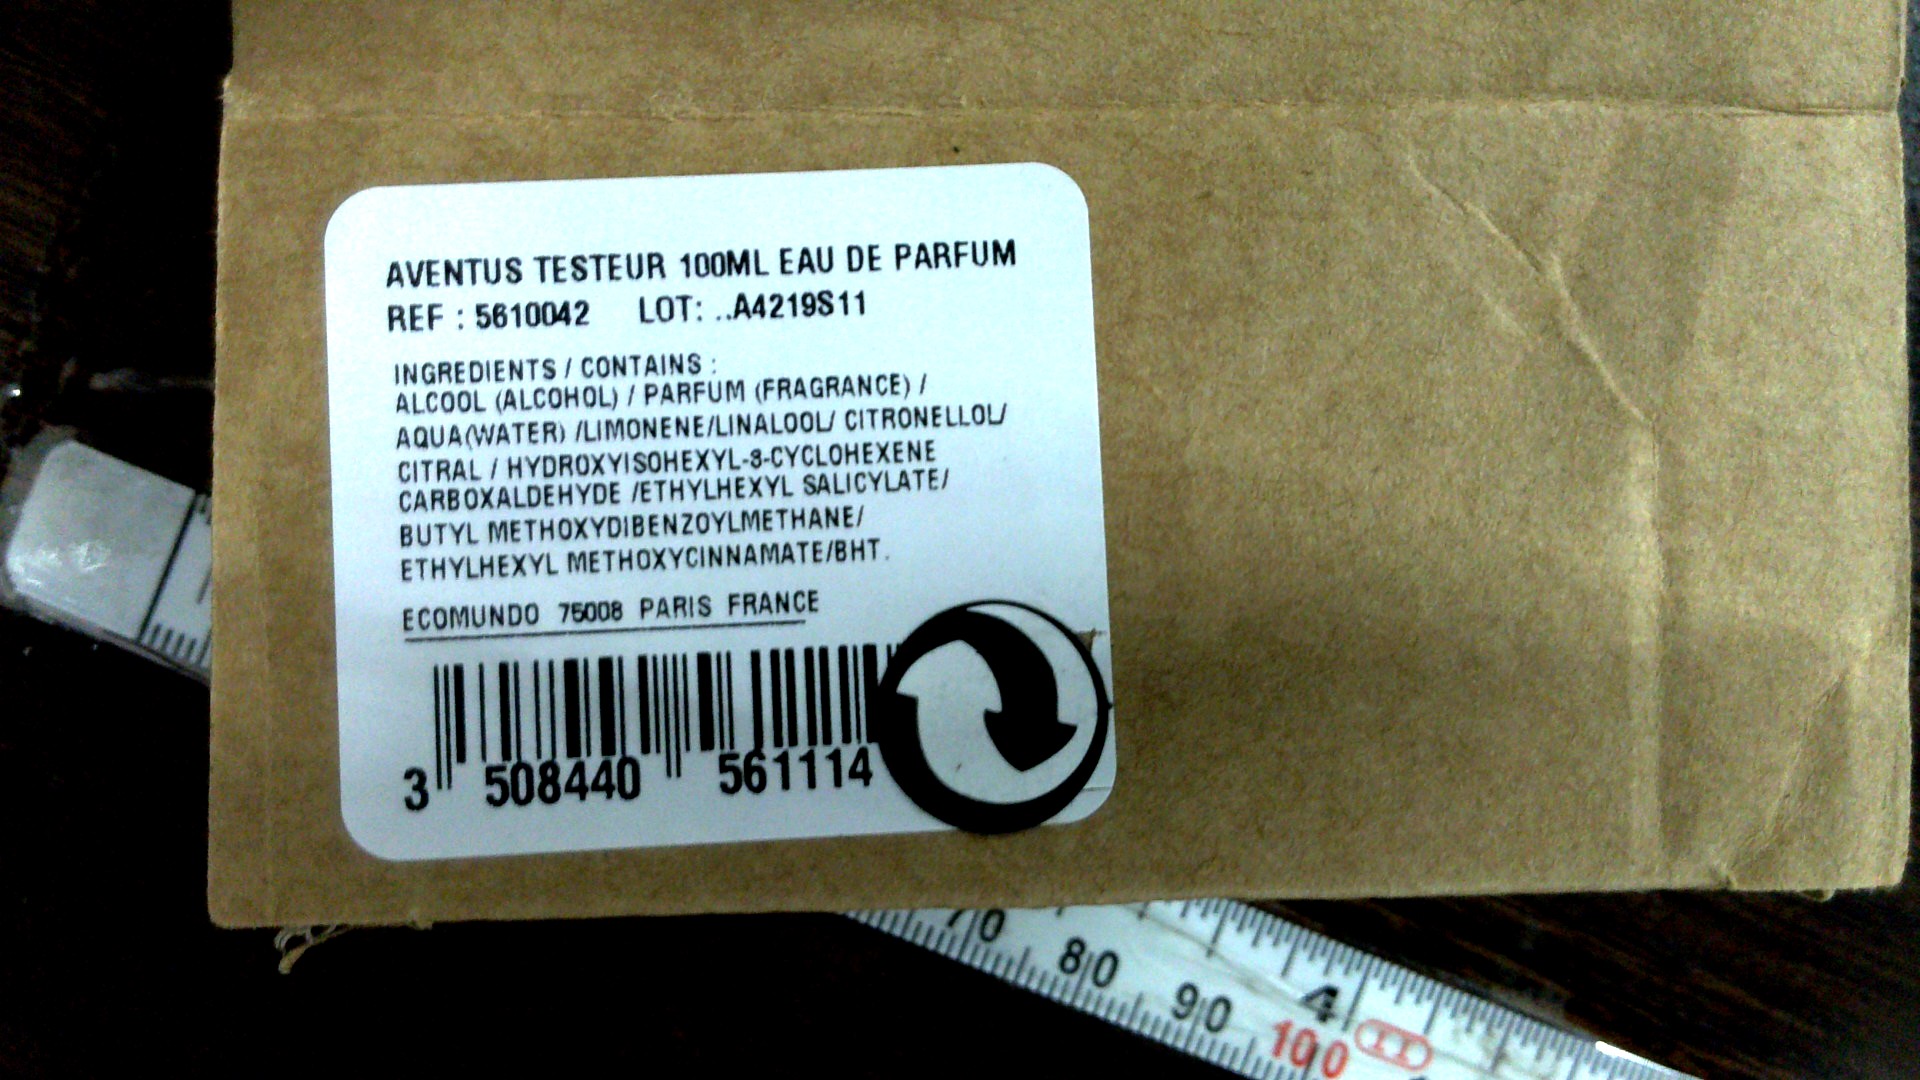 AVENTUS TESTEUR 100ML EAU DE PARFUM
REF : 5610042 LOT: ..A4219S11
INGREDIENTS / CONTAINS :
ALCOOL (ALCOHOL) / PARFUM (FRAGRANCE) /
AQUA(WATER) /LIMONENE/LINALOOL/ CITRONELLOL/
CITRAL / HYDROXYISOHEXYL-3-CYCLOHEXENE
CARBOXALDEHYDE /ETHYLHEXYL SALICYLATE/
BUTYL METHOXYDIBENZOYLMETHANE/
ETHYLHEXYL METHOXYCINNAMATE/BHT.
ECOMUNDO 75008 PARIS FRANCE
3 508440 561114
70 80 90 100
4